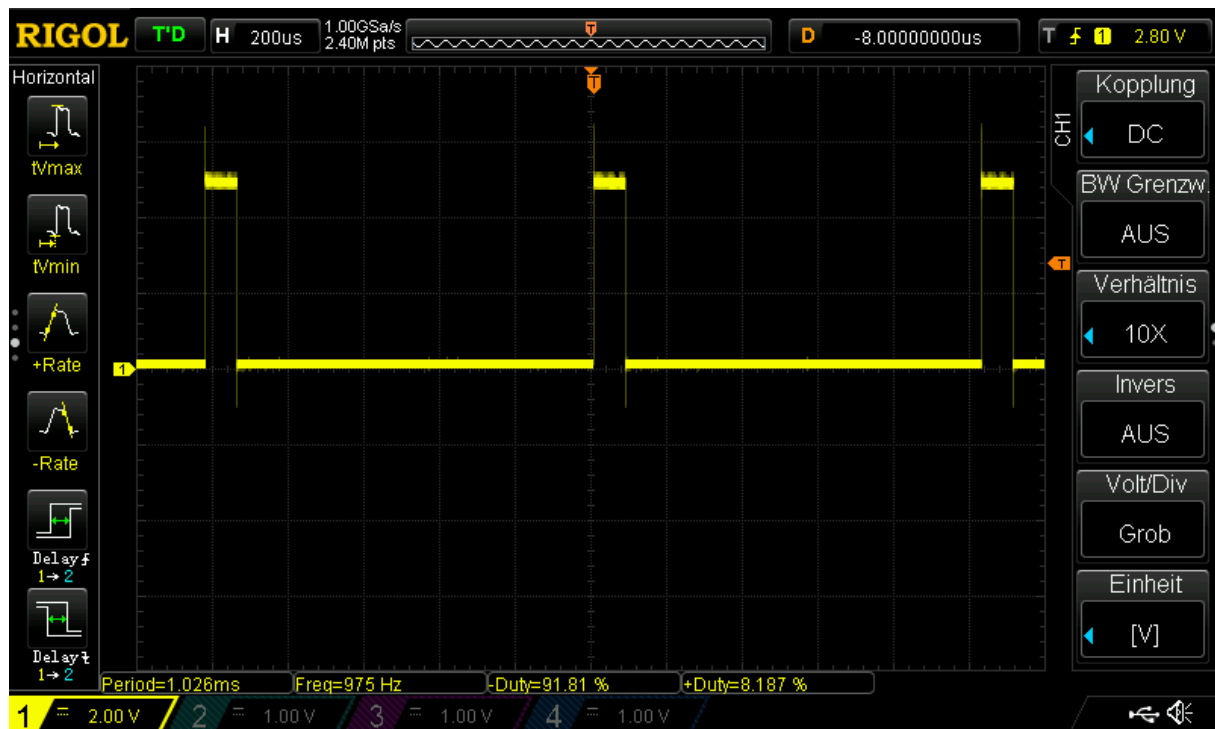 RIGOL T'D H 200us 1.00GSa/s
2.40M pts T D -8.00000000us T 1 2.80 V
Horizontal
tVmax
tVmin
+Rate
-Rate
Delay
1→2
Delay
1→2
T
T
1
CH1
Kopplung
DC
BW Grenzw.
AUS
Verhältnis
10X
Invers
AUS
Volt/Div
Grob
Einheit
[V]
Period=1.026ms Freq=975 Hz -Duty=91.81 % +Duty=8.187 %
1 2.00 V 2 1.00 V 3 1.00 V 4 1.00 V